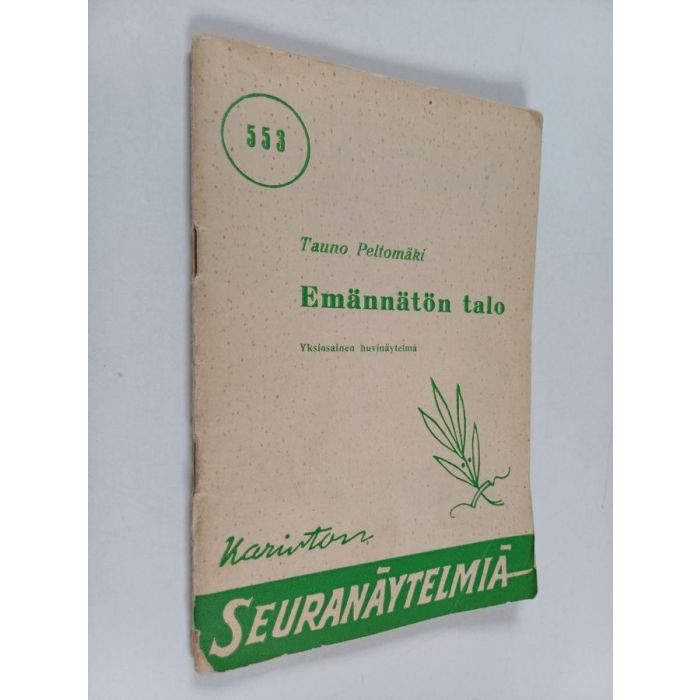 553
Tauno Peltomäki
Emännätön talo
Yksiosainen huvinäytelmä
Kariston
SEURANÄYTELMIÄ